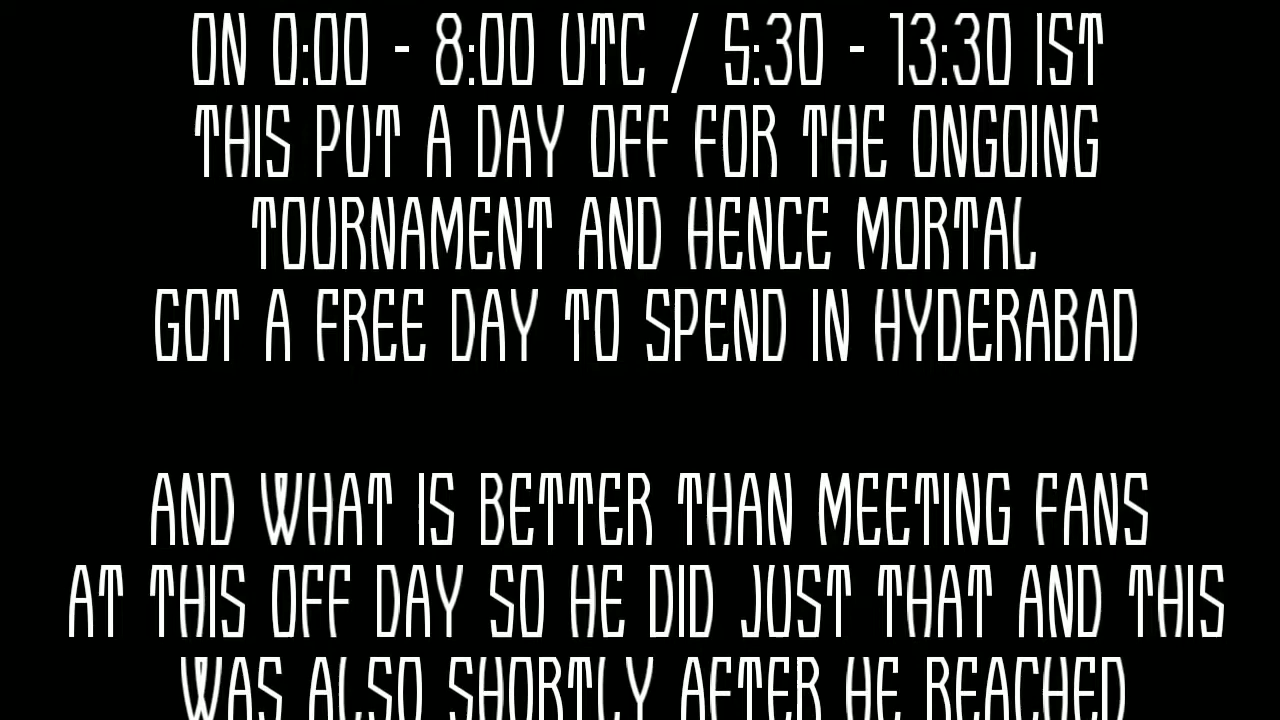 ON 0:00 - 8:00 UTC / 5:30 - 13:30 IST
THIS PUT A DAY OFF FOR THE ONGOING
TOURNAMENT AND HENCE MORTAL
GOT A FREE DAY TO SPEND IN HYDERABAD
AND WHAT IS BETTER THAN MEETING FANS
AT THIS OFF DAY SO HE DID JUST THAT AND THIS
WAS ALSO SHORTLY AFTER HE REACHED